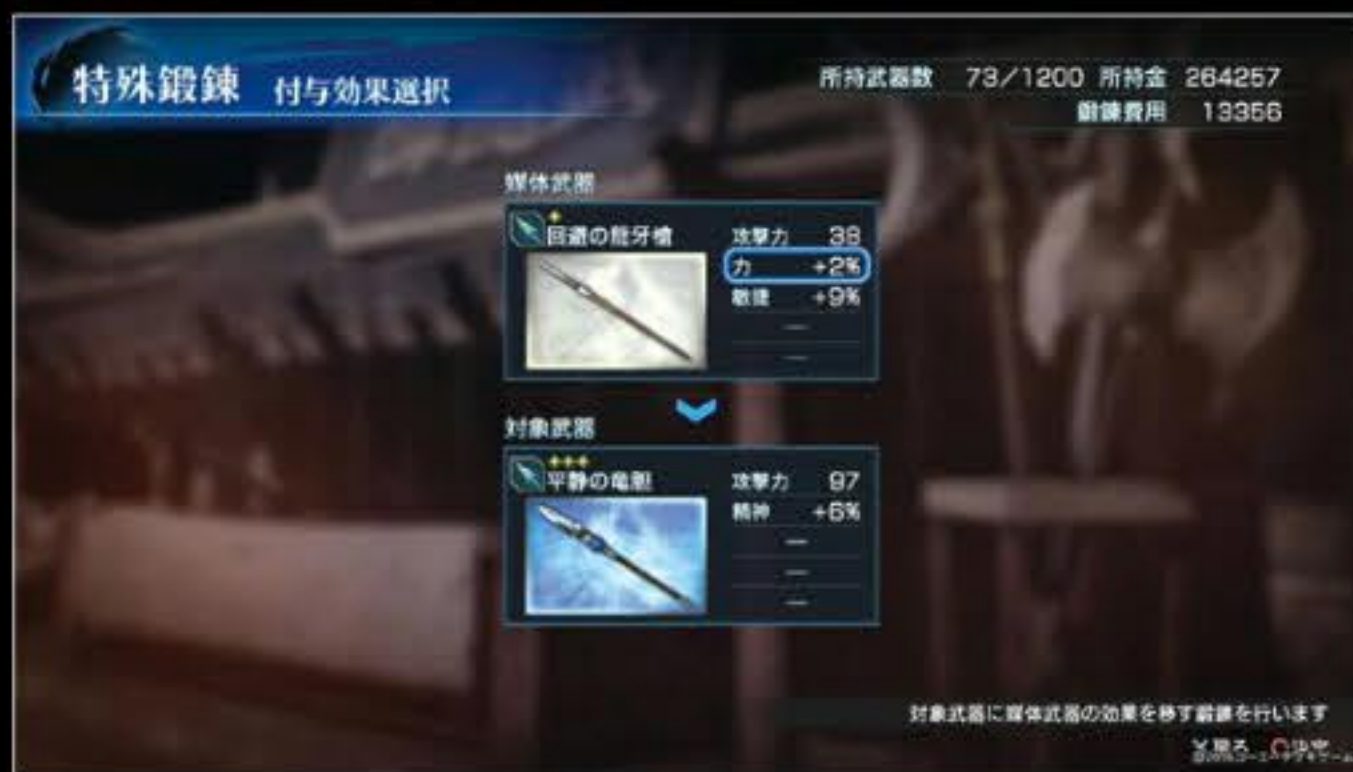 特殊鍛錬 付与効果選択
所持武器数 73/1200 所持金 264257
鍛錬費用 13356
媒体武器
回避の龍牙槍
攻撃力 38
力 +2%
敏捷 +9%
—
—
対象武器
平静の竜胆
攻撃力 97
精神 +6%
—
—
—
対象武器に媒体武器の効果を移す鍛錬を行います
×戻る ○決定